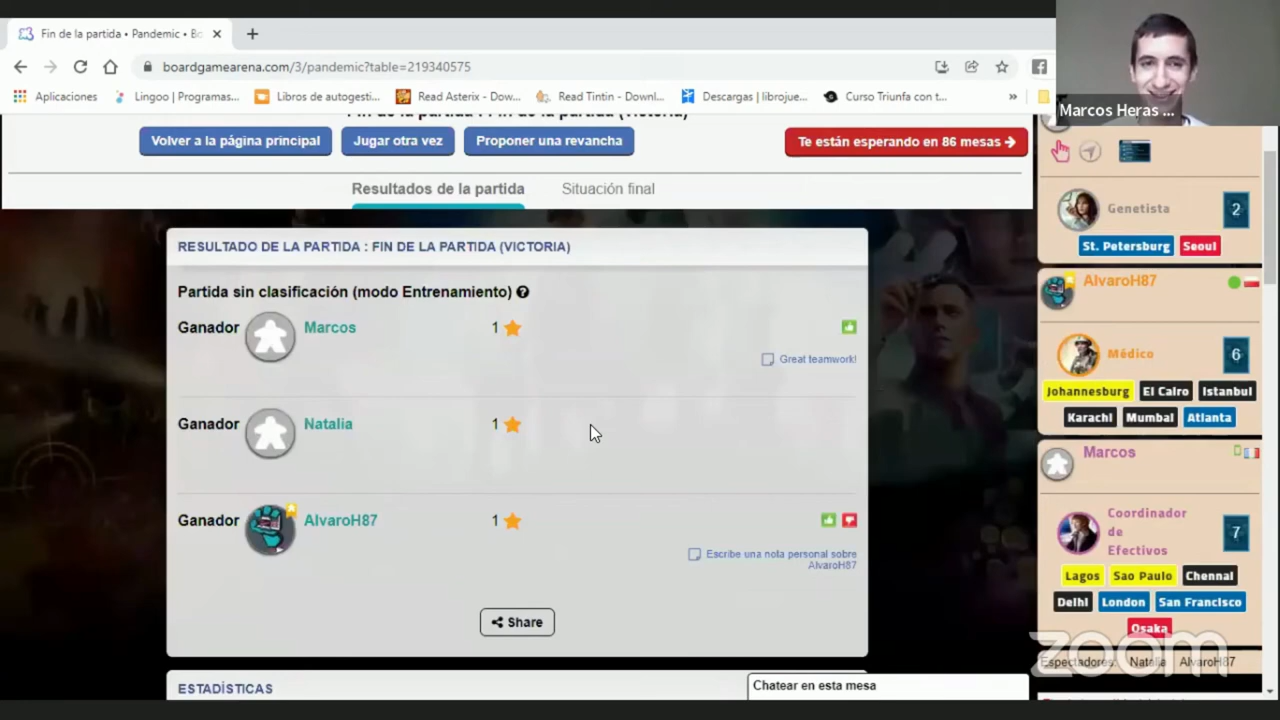 Fin de la partida • Pandemic • Bo
boardgamearena.com/3/pandemic?table=219340575
Aplicaciones
Lingoo | Programas...
Libros de autogesti...
Read Asterix - Dow...
Read Tintin - Downl...
Descargas | librojue...
Curso Triunfa con t...
»
Marcos Heras ...
Volver a la página principal
Jugar otra vez
Proponer una revancha
Te están esperando en 86 mesas →
Resultados de la partida
Situación final
RESULTADO DE LA PARTIDA : FIN DE LA PARTIDA (VICTORIA)
Partida sin clasificación (modo Entrenamiento) ?
Ganador Marcos 1
Great teamwork!
Ganador Natalia 1
Ganador AlvaroH87 1
Escribe una nota personal sobre
AlvaroH87
Share
ESTADÍSTICAS
Chatear en esta mesa
Genetista 2
St. Petersburg Seoul
AlvaroH87
Médico 6
Johannesburg El Cairo Istanbul
Karachi Mumbai Atlanta
Marcos
Coordinador
de
Efectivos
7
Lagos Sao Paulo Chennai
Delhi London San Francisco
Osaka
Espectadores: Natalia AlvaroH87
zoom